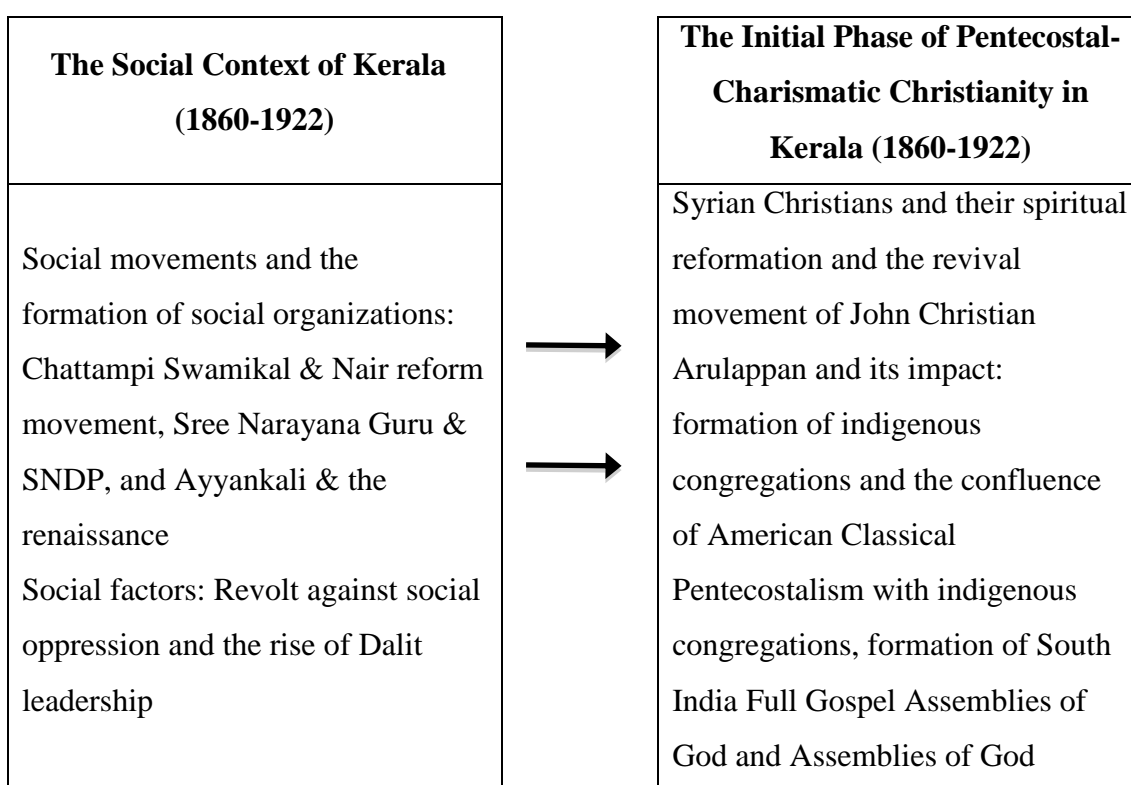 The Social Context of Kerala
(1860-1922)
Social movements and the
formation of social organizations:
Chattampi Swamikal & Nair reform
movement, Sree Narayana Guru &
SNDP, and Ayyankali & the
renaissance
Social factors: Revolt against social
oppression and the rise of Dalit
leadership
The Initial Phase of Pentecostal-
Charismatic Christianity in
Kerala (1860-1922)
Syrian Christians and their spiritual
reformation and the revival
movement of John Christian
Arulappan and its impact:
formation of indigenous
congregations and the confluence
of American Classical
Pentecostalism with indigenous
congregations, formation of South
India Full Gospel Assemblies of
God and Assemblies of God